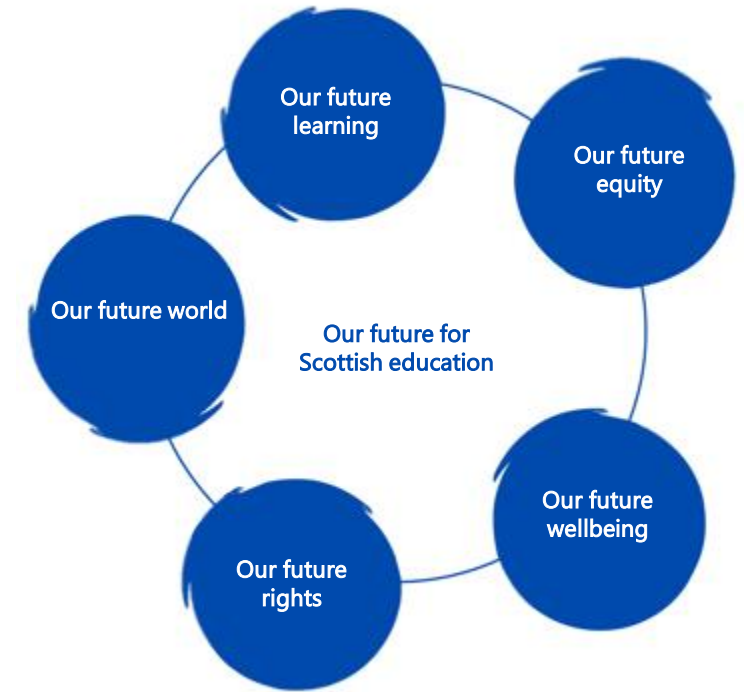 Our future
learning
Our future
equity
Our future world
Our future for
Scottish education
Our future
wellbeing
Our future
rights